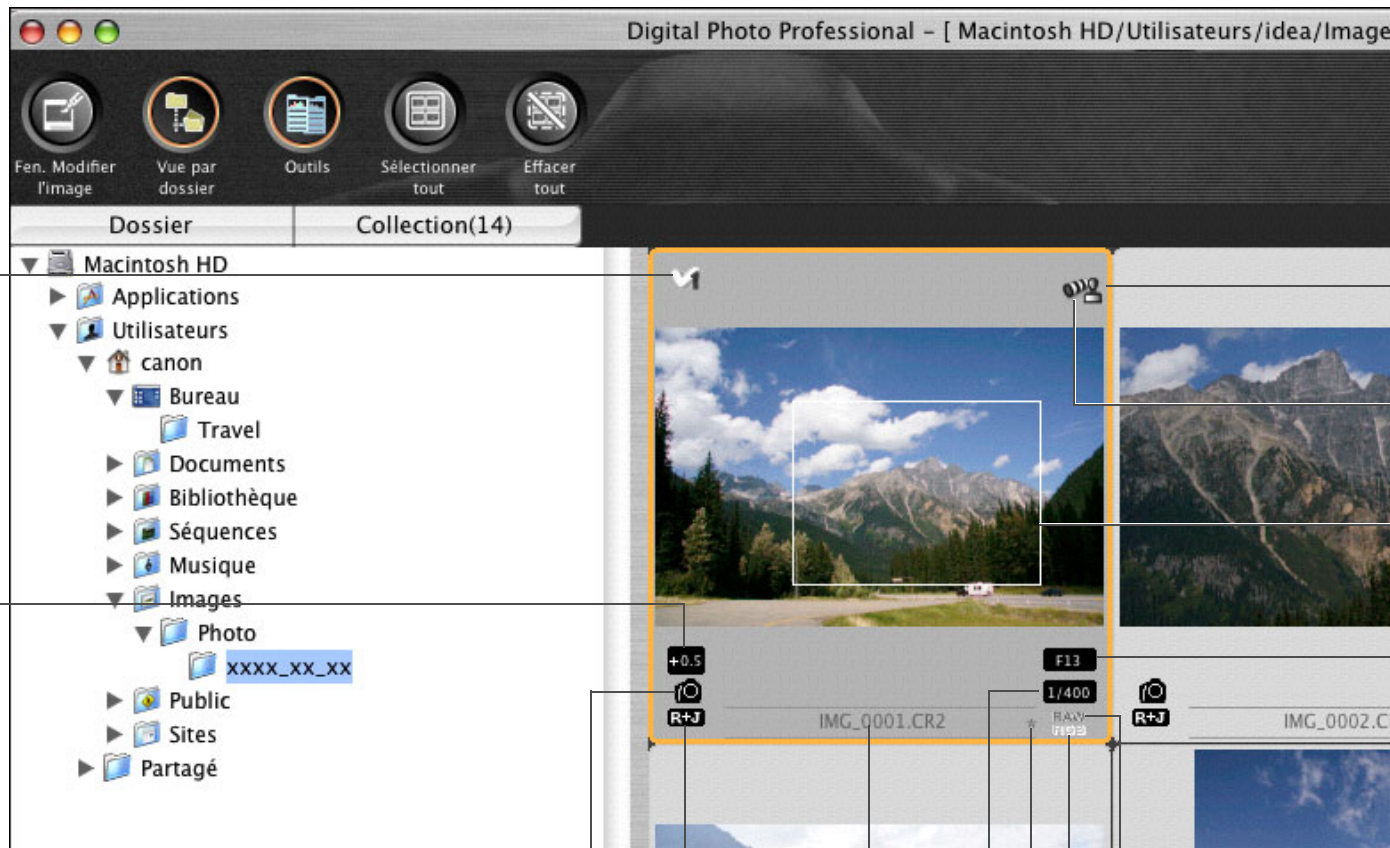 Digital Photo Professional – [ Macintosh HD/Utilisateurs/idea/Image
Fen. Modifier
l'image
Vue par
dossier
Outils
Sélectionner
tout
Effacer
tout
Dossier
Collection(14)
Macintosh HD
Applications
Utilisateurs
canon
Bureau
Travel
Documents
Bibliothèque
Séquences
Musique
Images
Photo
xxxx_xx_xx
Public
Sites
Partagé
1
+0.5
F13
1/400
R+J
IMG_0001.CR2
*
RAW
R+J
IMG_0002.C